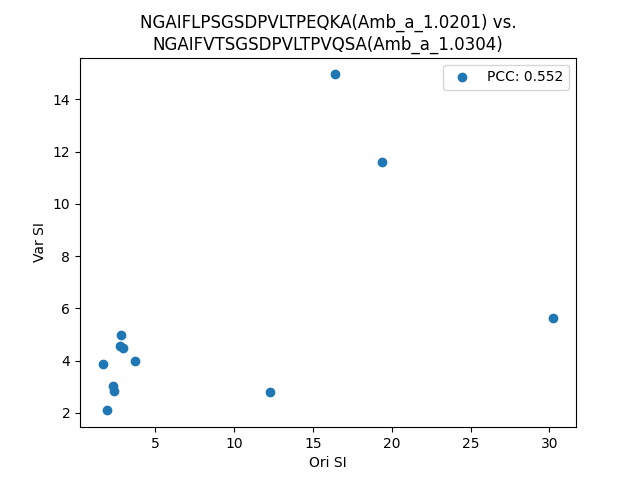 NGAIFLPSGSDPVLTPEQKA(Amb_a_1.0201) vs.
NGAIFVTSGSDPVLTPVQSA(Amb_a_1.0304)
PCC: 0.552
14
12
10
8
6
4
2
Var SI
5
10
15
20
25
30
Ori SI